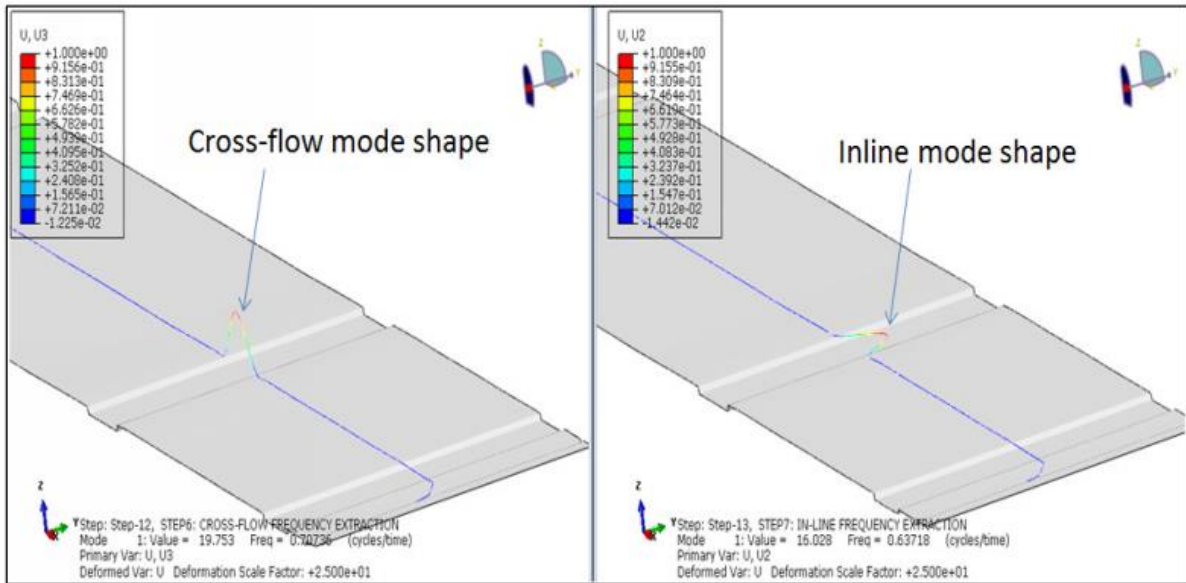 U, U3
+1.000e+00
+9.156e-01
+8.313e-01
+7.469e-01
+6.626e-01
+5.782e-01
+4.939e-01
+4.095e-01
+3.252e-01
+2.408e-01
+1.565e-01
+7.211e-02
-1.225e-02
Cross-flow mode shape
Z
Y
Z
Y
X
Step: Step-12, STEP6: CROSS-FLOW FREQUENCY EXTRACTION
Mode 1: Value = 19.753 Freq = 0.70736 (cycles/time)
Primary Var: U, U3
Deformed Var: U Deformation Scale Factor: +2.500e+01
U, U2
+1.000e+00
+9.155e-01
+8.309e-01
+7.464e-01
+6.619e-01
+5.773e-01
+4.928e-01
+4.083e-01
+3.237e-01
+2.392e-01
+1.547e-01
+7.012e-02
-1.442e-02
Inline mode shape
Z
Y
Z
Y
X
Step: Step-13, STEP7: IN-LINE FREQUENCY EXTRACTION
Mode 1: Value = 16.028 Freq = 0.63718 (cycles/time)
Primary Var: U, U2
Deformed Var: U Deformation Scale Factor: +2.500e+01